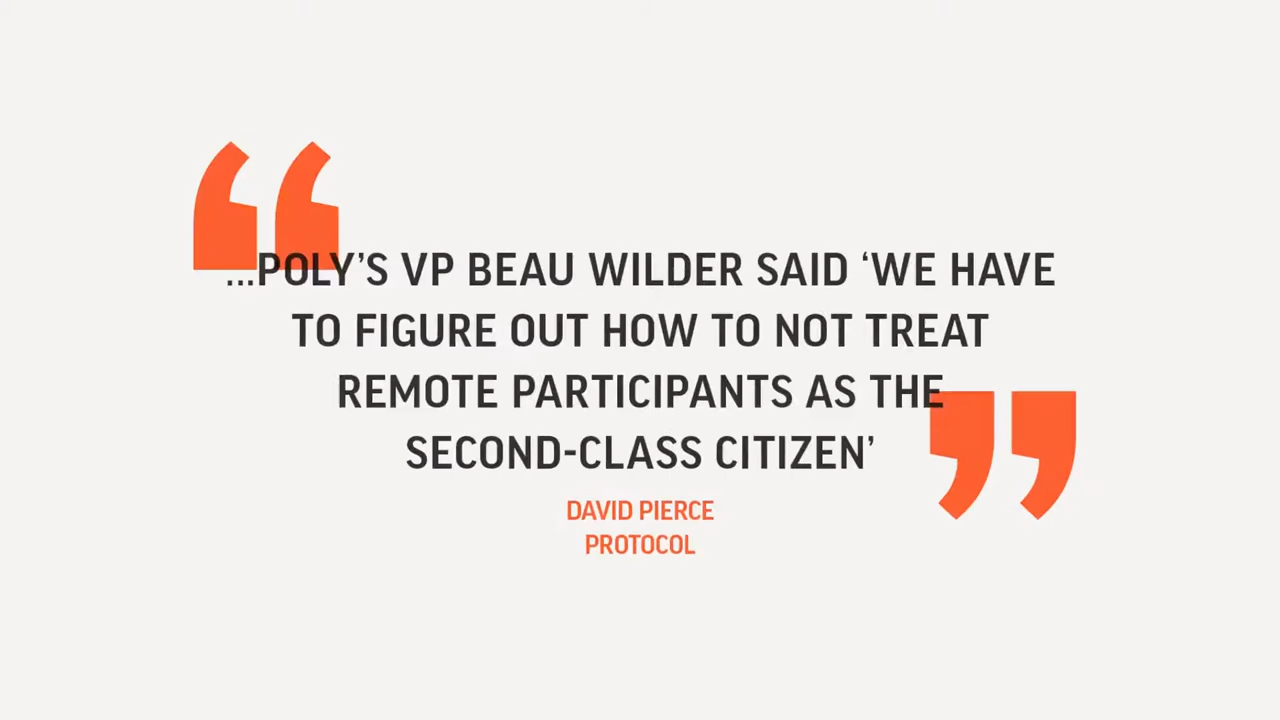 ...POLY’S VP BEAU WILDER SAID ‘WE HAVE
TO FIGURE OUT HOW TO NOT TREAT
REMOTE PARTICIPANTS AS THE
SECOND-CLASS CITIZEN’
DAVID PIERCE
PROTOCOL